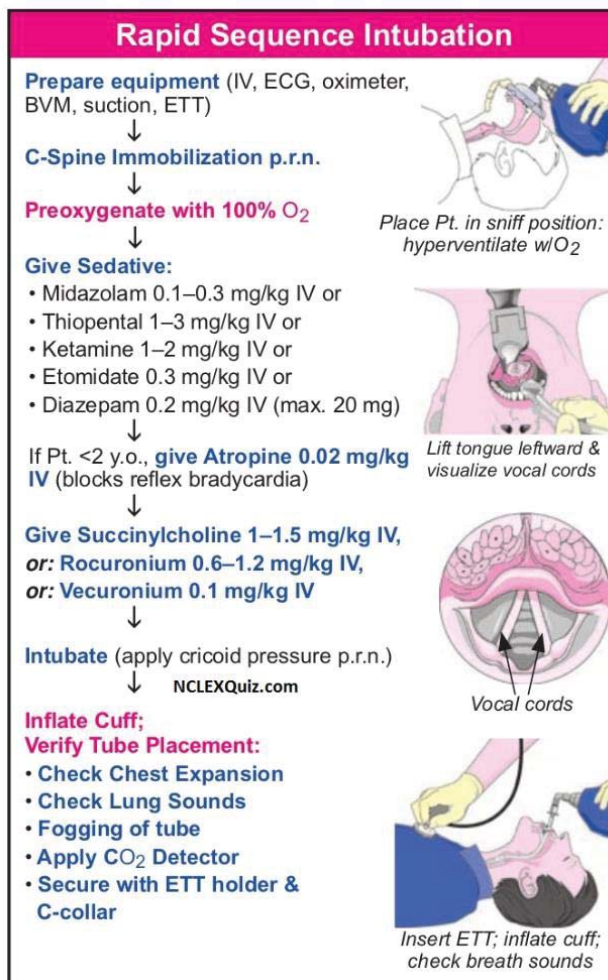 Rapid Sequence Intubation
Prepare equipment (IV, ECG, oximeter,
BVM, suction, ETT)
↓
C-Spine Immobilization p.r.n.
↓
Preoxygenate with 100% O₂
↓
Give Sedative:
• Midazolam 0.1–0.3 mg/kg IV or
• Thiopental 1–3 mg/kg IV or
• Ketamine 1–2 mg/kg IV or
• Etomidate 0.3 mg/kg IV or
• Diazepam 0.2 mg/kg IV (max. 20 mg)
↓
If Pt. <2 y.o., give Atropine 0.02 mg/kg
IV (blocks reflex bradycardia)
↓
Give Succinylcholine 1–1.5 mg/kg IV,
or: Rocuronium 0.6–1.2 mg/kg IV,
or: Vecuronium 0.1 mg/kg IV
↓
Intubate (apply cricoid pressure p.r.n.)
↓ NCLEXQuiz.com
Inflate Cuff;
Verify Tube Placement:
• Check Chest Expansion
• Check Lung Sounds
• Fogging of tube
• Apply CO₂ Detector
• Secure with ETT holder &
C-collar
Place Pt. in sniff position:
hyperventilate w/O₂
Lift tongue leftward &
visualize vocal cords
Vocal cords
Insert ETT; inflate cuff;
check breath sounds